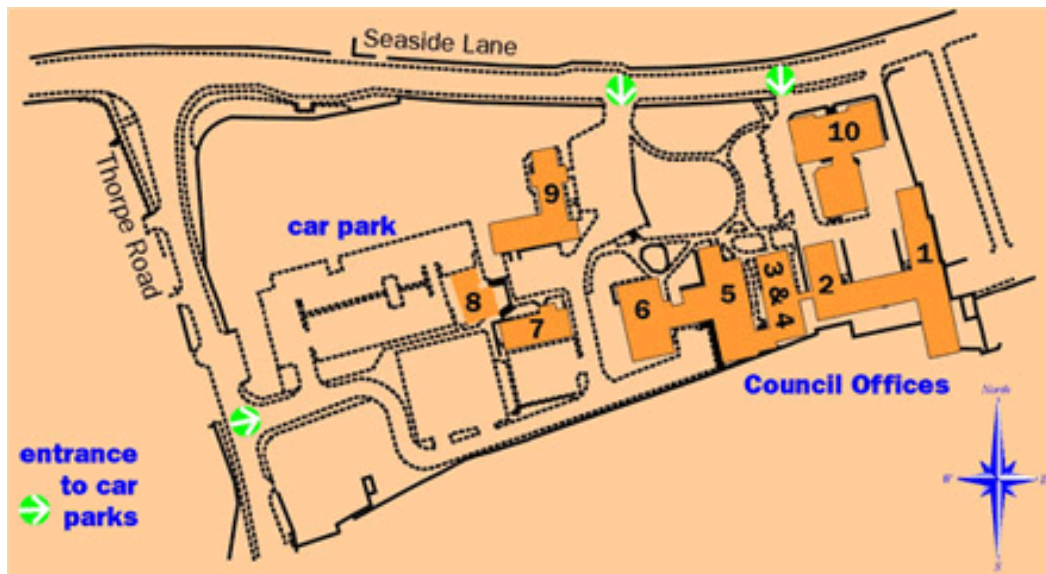 Seaside Lane
Thorpe Road
10
9
car park
1
2
3 & 4
5
6
8
7
Council Offices
North
entrance
to car
parks
W
E
S